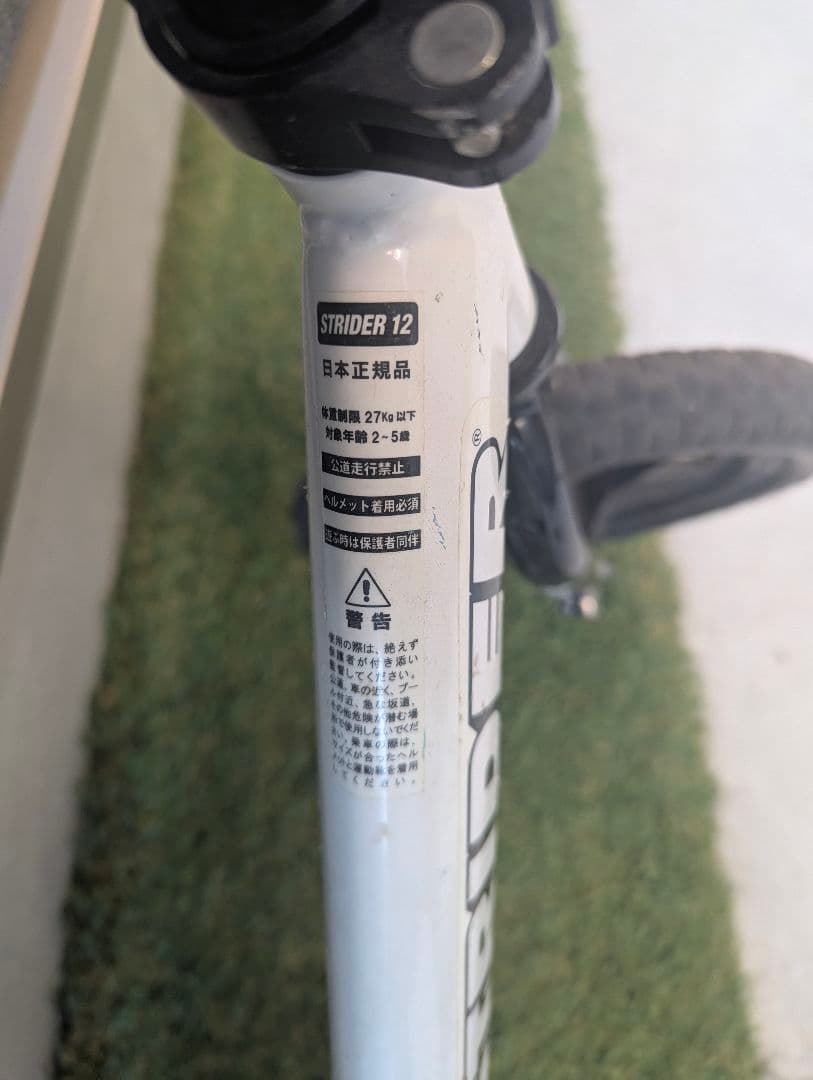 STRIDER 12
日本正規品
体重制限 27Kg 以下
対象年齢 2~5歳
公道走行禁止
ヘルメット着用必須
遊ぶ時は保護者同伴
警告
使用の際は、絶えず
保護者が付き添い
監督してください。
公道、車の近く、プー
ル付近、急な坂道、
その他危険が潜む場
所で使用しないでくだ
さい。乗車の際は、
サイズが合ったヘル
メットと運動靴を着用
してください。
STRIDER®